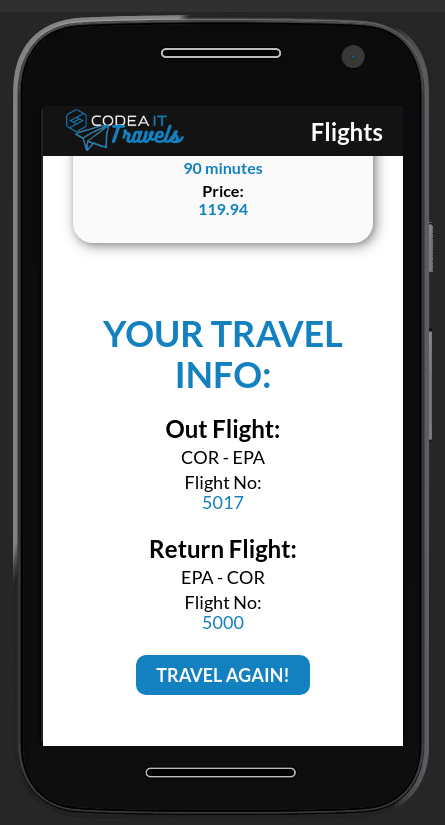 CODEA IT
Travels
Flights
90 minutes
Price:
119.94
YOUR TRAVEL
INFO:
Out Flight:
COR - EPA
Flight No:
5017
Return Flight:
EPA - COR
Flight No:
5000
TRAVEL AGAIN!